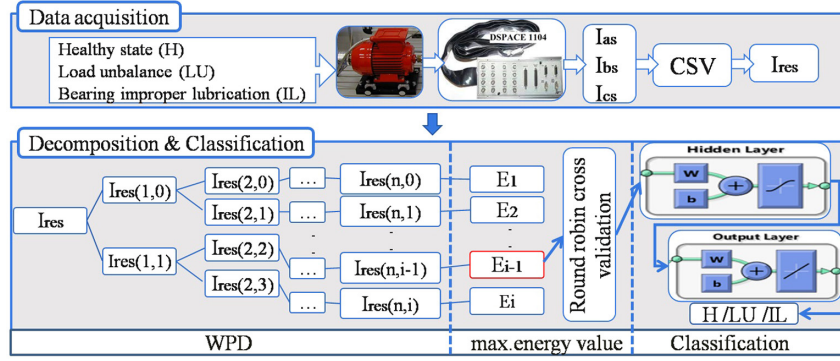 Data acquisition
Healthy state (H)
Load unbalance (LU)
Bearing improper lubrication (IL)
DSPACE 1104
Ias
Ibs
Ics
CSV
Ires
Decomposition & Classification
Ires
Ires(1,0)
Ires(1,1)
Ires(2,0)
Ires(2,1)
Ires(2,2)
Ires(2,3)
...
...
...
...
Ires(n,0)
Ires(n,1)
Ires(n,i-1)
Ires(n,i)
E1
E2
Ei-1
Ei
Round robin cross
validation
Hidden Layer
W
b
+
Output Layer
W
b
+
H /LU /IL
WPD
max.energy value
Classification